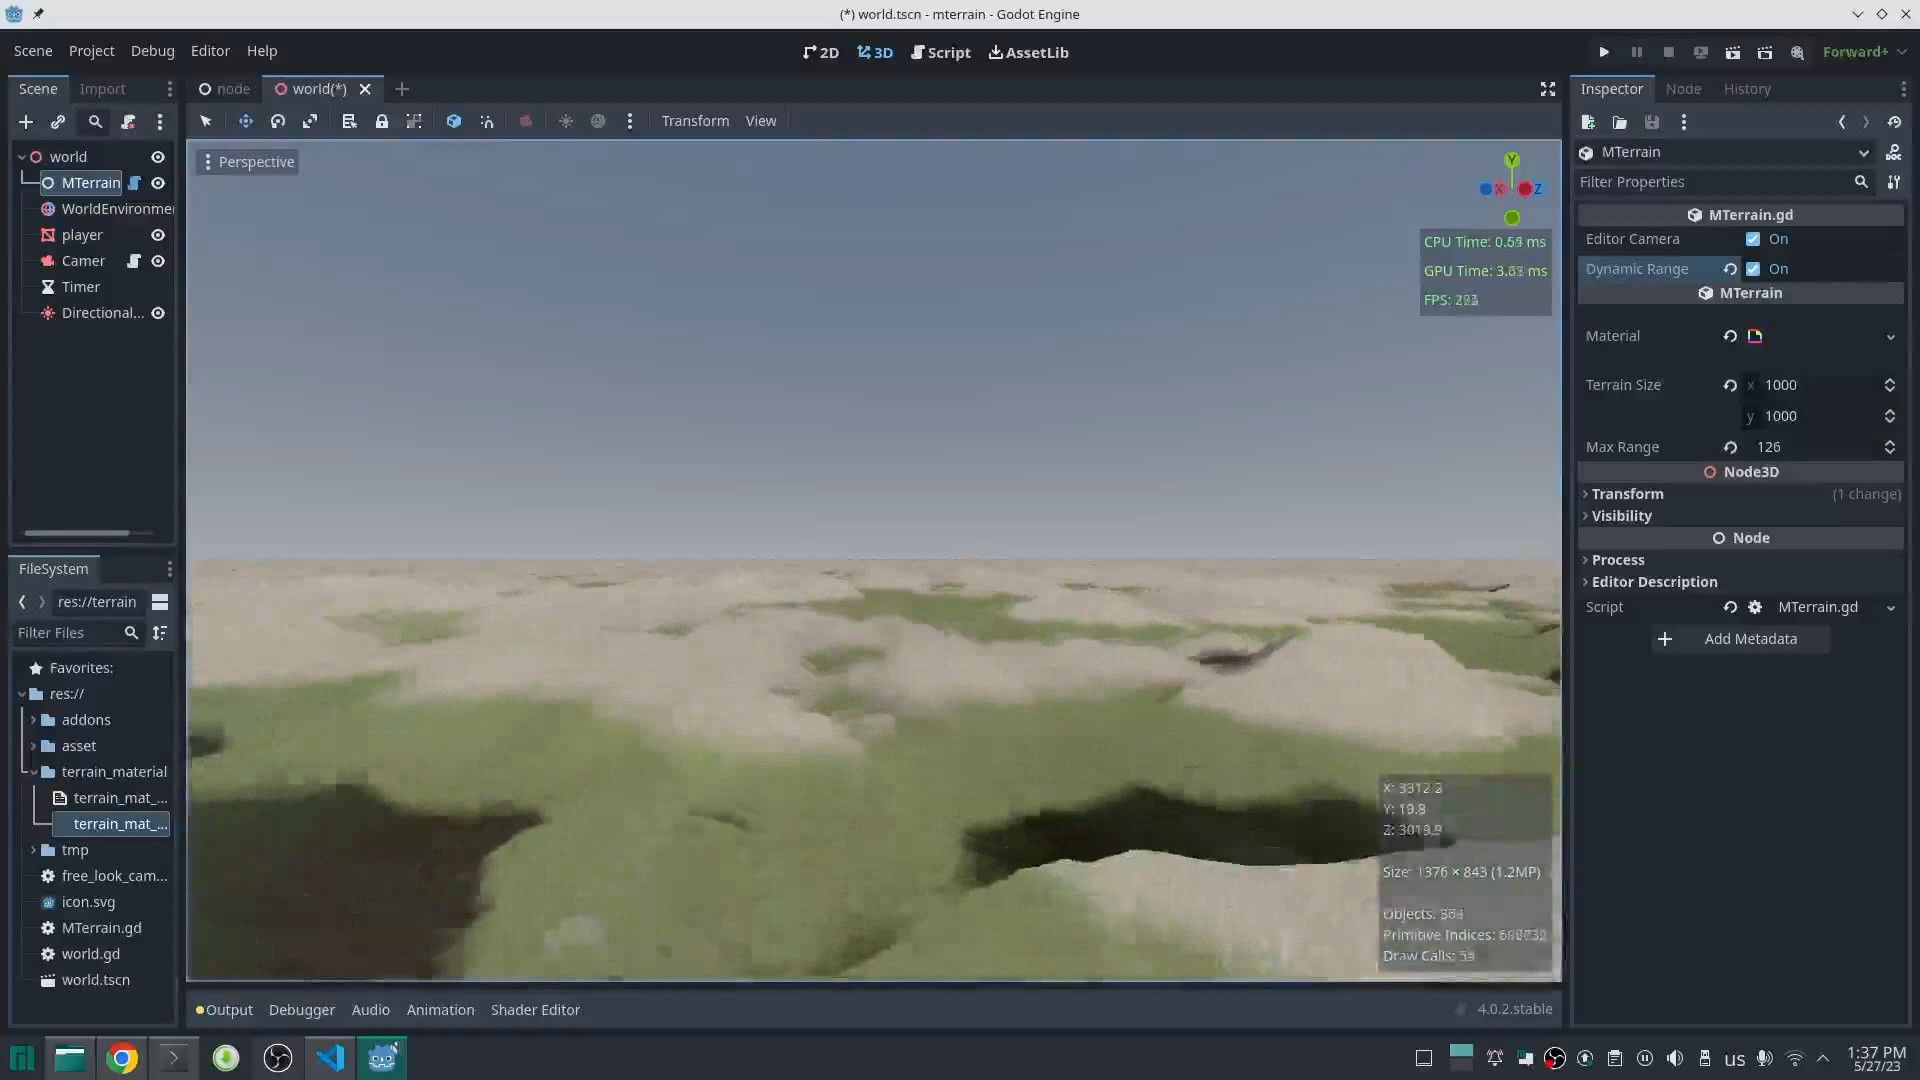 (*) world.tscn - mterrain - Godot Engine
Scene Project Debug Editor Help
2D 3D Script AssetLib
Forward+
Scene Import
node world(*)
Inspector Node History
Transform View
world
MTerrain
WorldEnvironme
player
Camer
Timer
Directional...
Perspective
Y
X Z
CPU Time: ms
GPU Time: ms
FPS:
X: 3312.2
Y: 19.8
Z: 3019.9
Size: 1376 × 843 (1.2MP)
Objects:
Primitive Indices:
Draw Calls:
MTerrain
Filter Properties
MTerrain.gd
Editor Camera On
Dynamic Range On
MTerrain
Material
Terrain Size x 1000
y 1000
Max Range 126
Node3D
Transform (1 change)
Visibility
Node
Process
Editor Description
Script MTerrain.gd
Add Metadata
FileSystem
res://terrain
Filter Files
Favorites:
res://
addons
asset
terrain_material
terrain_mat_...
terrain_mat_...
tmp
free_look_cam...
icon.svg
MTerrain.gd
world.gd
world.tscn
Output Debugger Audio Animation Shader Editor
4.0.2.stable
us
1:37 PM
5/27/23